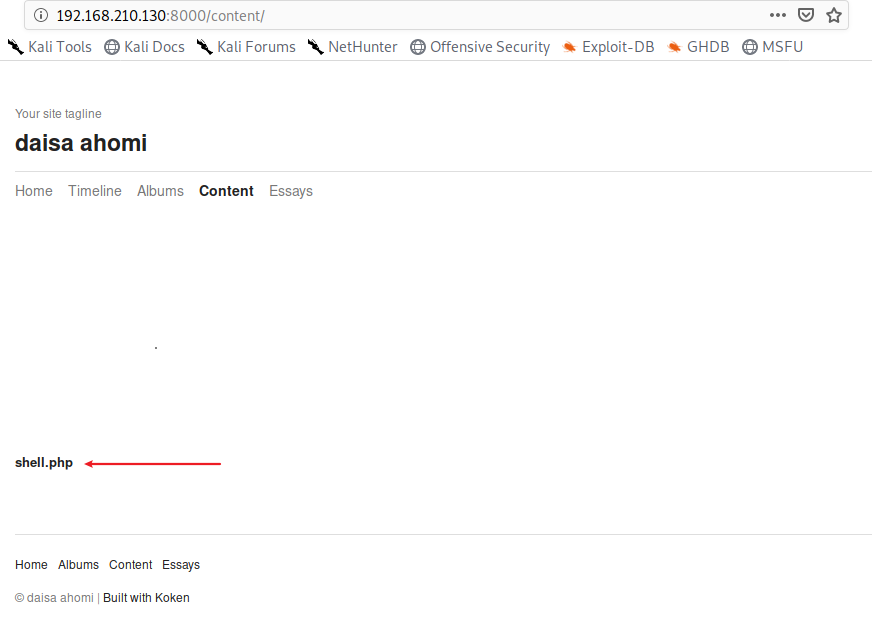 192.168.210.130:8000/content/
Kali Tools Kali Docs Kali Forums NetHunter Offensive Security Exploit-DB GHDB MSFU
Your site tagline
daisa ahomi
Home Timeline Albums Content Essays
shell.php
Home Albums Content Essays
© daisa ahomi | Built with Koken